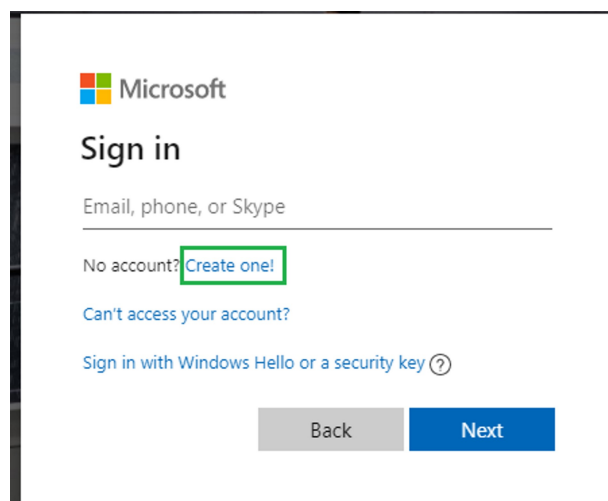 Microsoft
Sign in
Email, phone, or Skype
No account? Create one!
Can't access your account?
Sign in with Windows Hello or a security key ?
Back Next